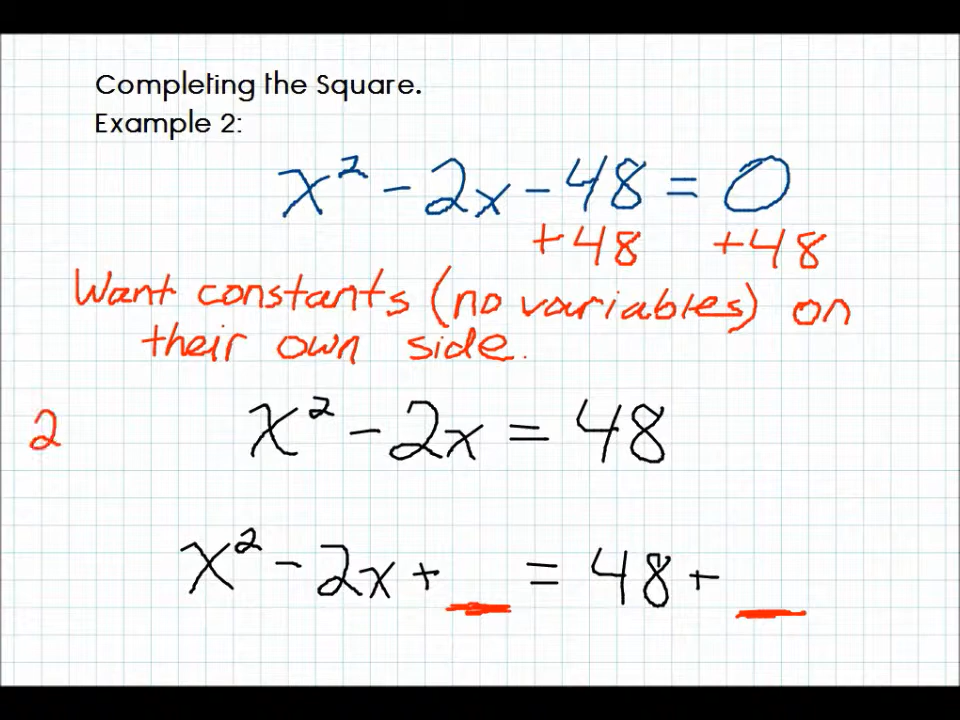 Completing the Square.
Example 2:
x² - 2x - 48 = 0
+48 +48
Want constants (no variables) on
their own side.
2 x² - 2x = 48
x² - 2x + __ = 48 + __